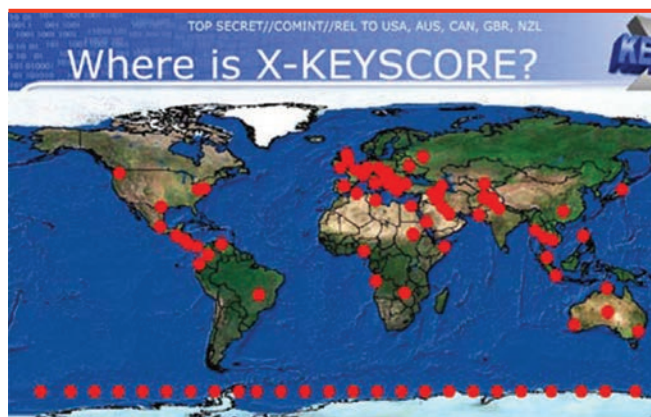 TOP SECRET//COMINT//REL TO USA, AUS, CAN, GBR, NZL
Where is X-KEYSCORE?